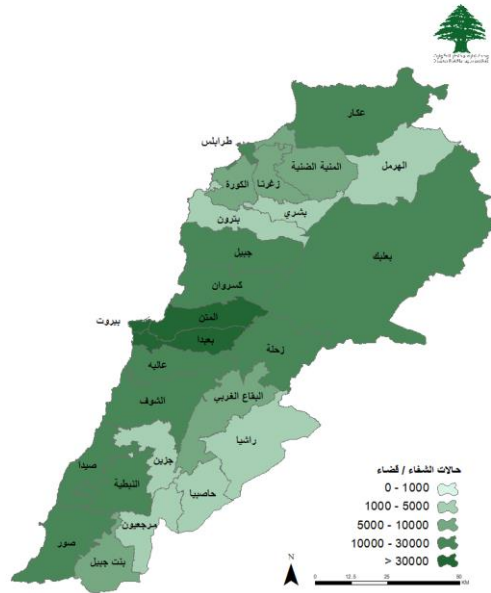 عكار
طرابلس
المنية الضنية
الهرمل
زغرتا
الكورة
بشري
بترون
بعلبك
جبيل
كسروان
المتن
بيروت
بعبدا
زحلة
عاليه
البقاع الغربي
الشوف
راشيا
جزين
صيدا
النبطية
حاصبيا
مرجعيون
صور
بنت جبيل
حالات الشفاء / قضاء
0 - 1000
1000 - 5000
5000 - 10000
10000 - 30000
> 30000
N
0 12.5 25 50
KM